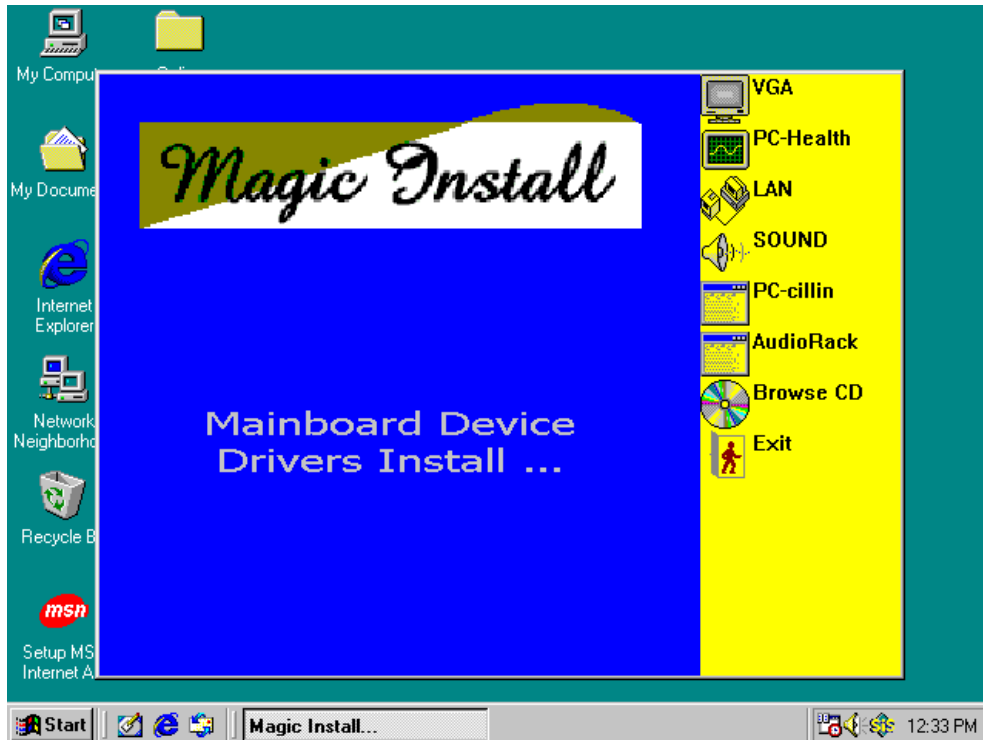 My Compu
My Docume
Internet
Explorer
Network
Neighborho
Recycle B
msn
Setup MS
Internet A
Magic Install
Mainboard Device
Drivers Install ...
VGA
PC-Health
LAN
SOUND
PC-cillin
AudioRack
Browse CD
Exit
Start
Magic Install...
12:33 PM